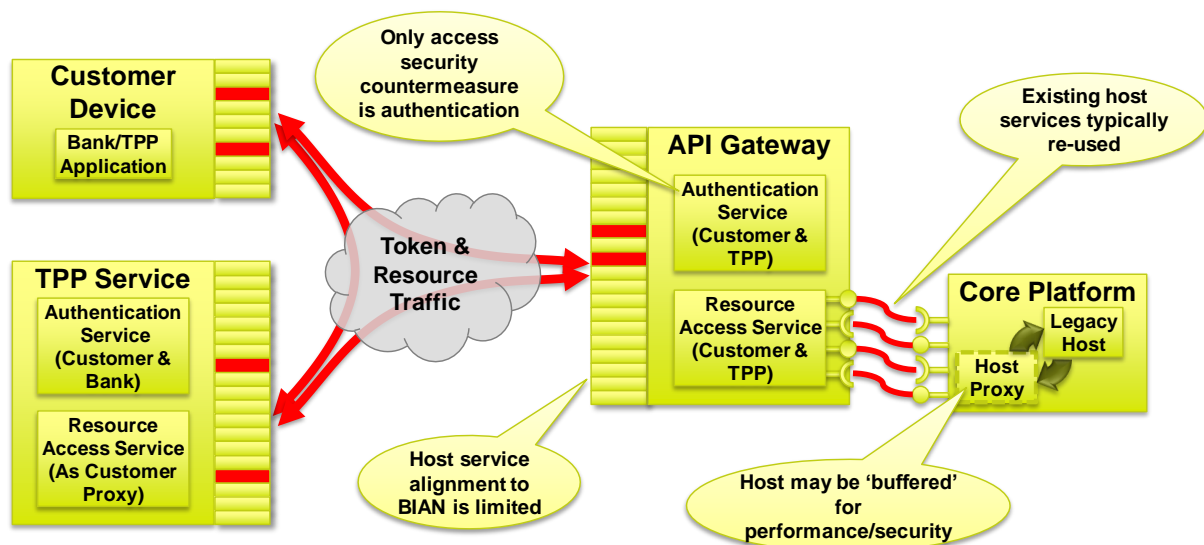 Customer
Device
Bank/TPP
Application
TPP Service
Authentication
Service
(Customer &
Bank)
Resource
Access Service
(As Customer
Proxy)
Token &
Resource
Traffic
Only access
security
countermeasure
is authentication
API Gateway
Authentication
Service
(Customer &
TPP)
Resource
Access Service
(Customer &
TPP)
Host service
alignment to
BIAN is limited
Existing host
services typically
re-used
Core Platform
Legacy
Host
Host
Proxy
Host may be ‘buffered’
for
performance/security